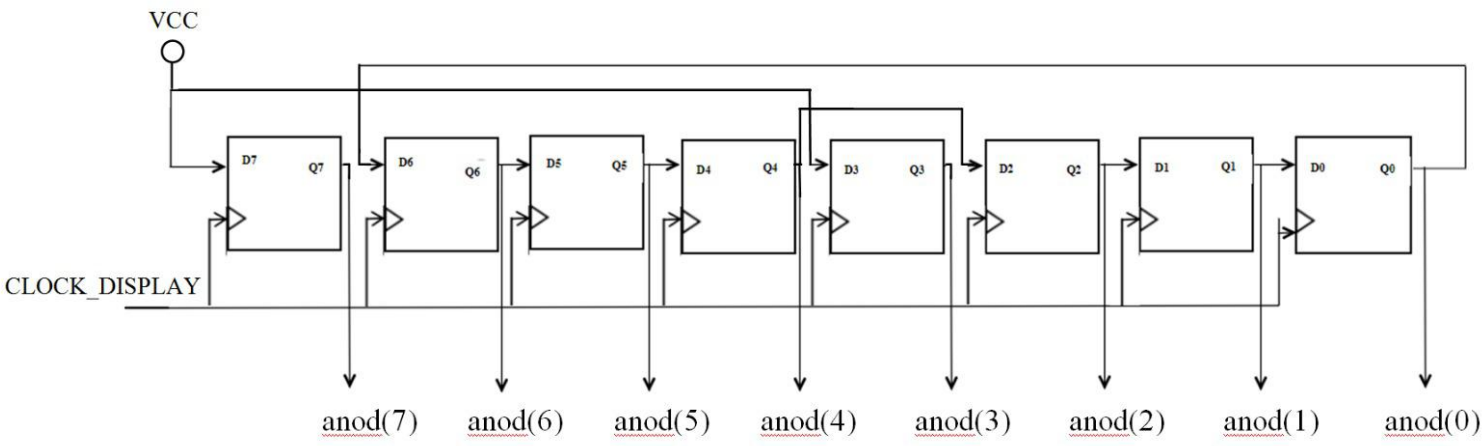 VCC
D7 Q7 D6 Q6 D5 Q5 D4 Q4 D3 Q3 D2 Q2 D1 Q1 D0 Q0
CLOCK_DISPLAY
anod(7) anod(6) anod(5) anod(4) anod(3) anod(2) anod(1) anod(0)